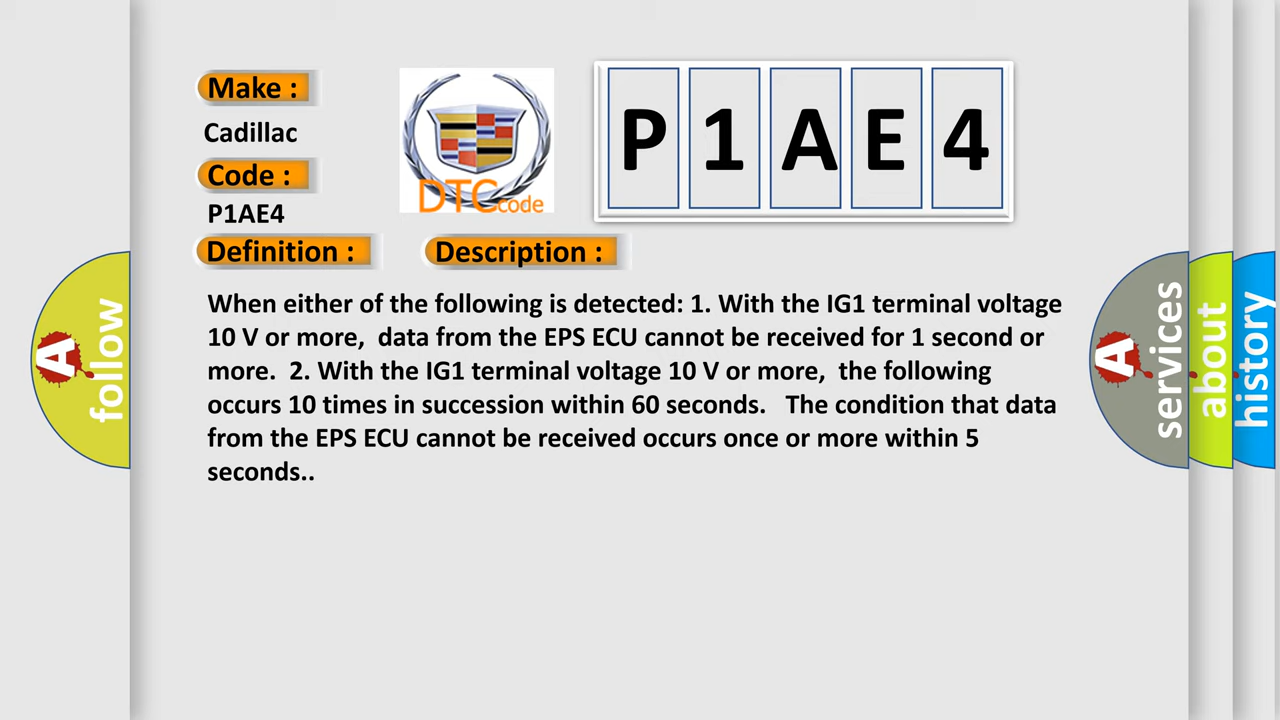 Make :
Cadillac
Code :
P1AE4
Definition :
Description :
DTC code
P 1 A E 4
When either of the following is detected: 1. With the IG1 terminal voltage
10 V or more,  data from the EPS ECU cannot be received for 1 second or
more.  2. With the IG1 terminal voltage 10 V or more,  the following
occurs 10 times in succession within 60 seconds.   The condition that data
from the EPS ECU cannot be received occurs once or more within 5
seconds..
A follow
A services
about
history